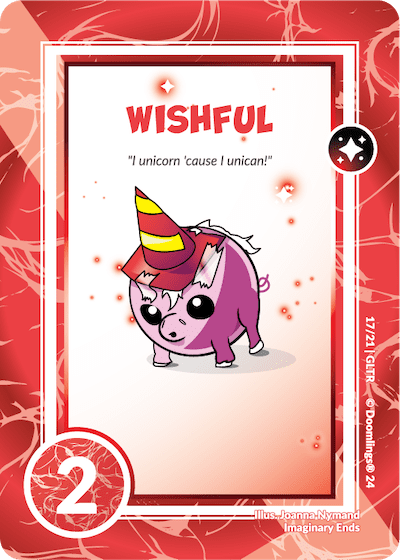 WISHFUL
"I unicorn 'cause I unican!"
17/21 | GLTR © Doomlings® 24
2
Illus. Joanna Nymand
Imaginary Ends